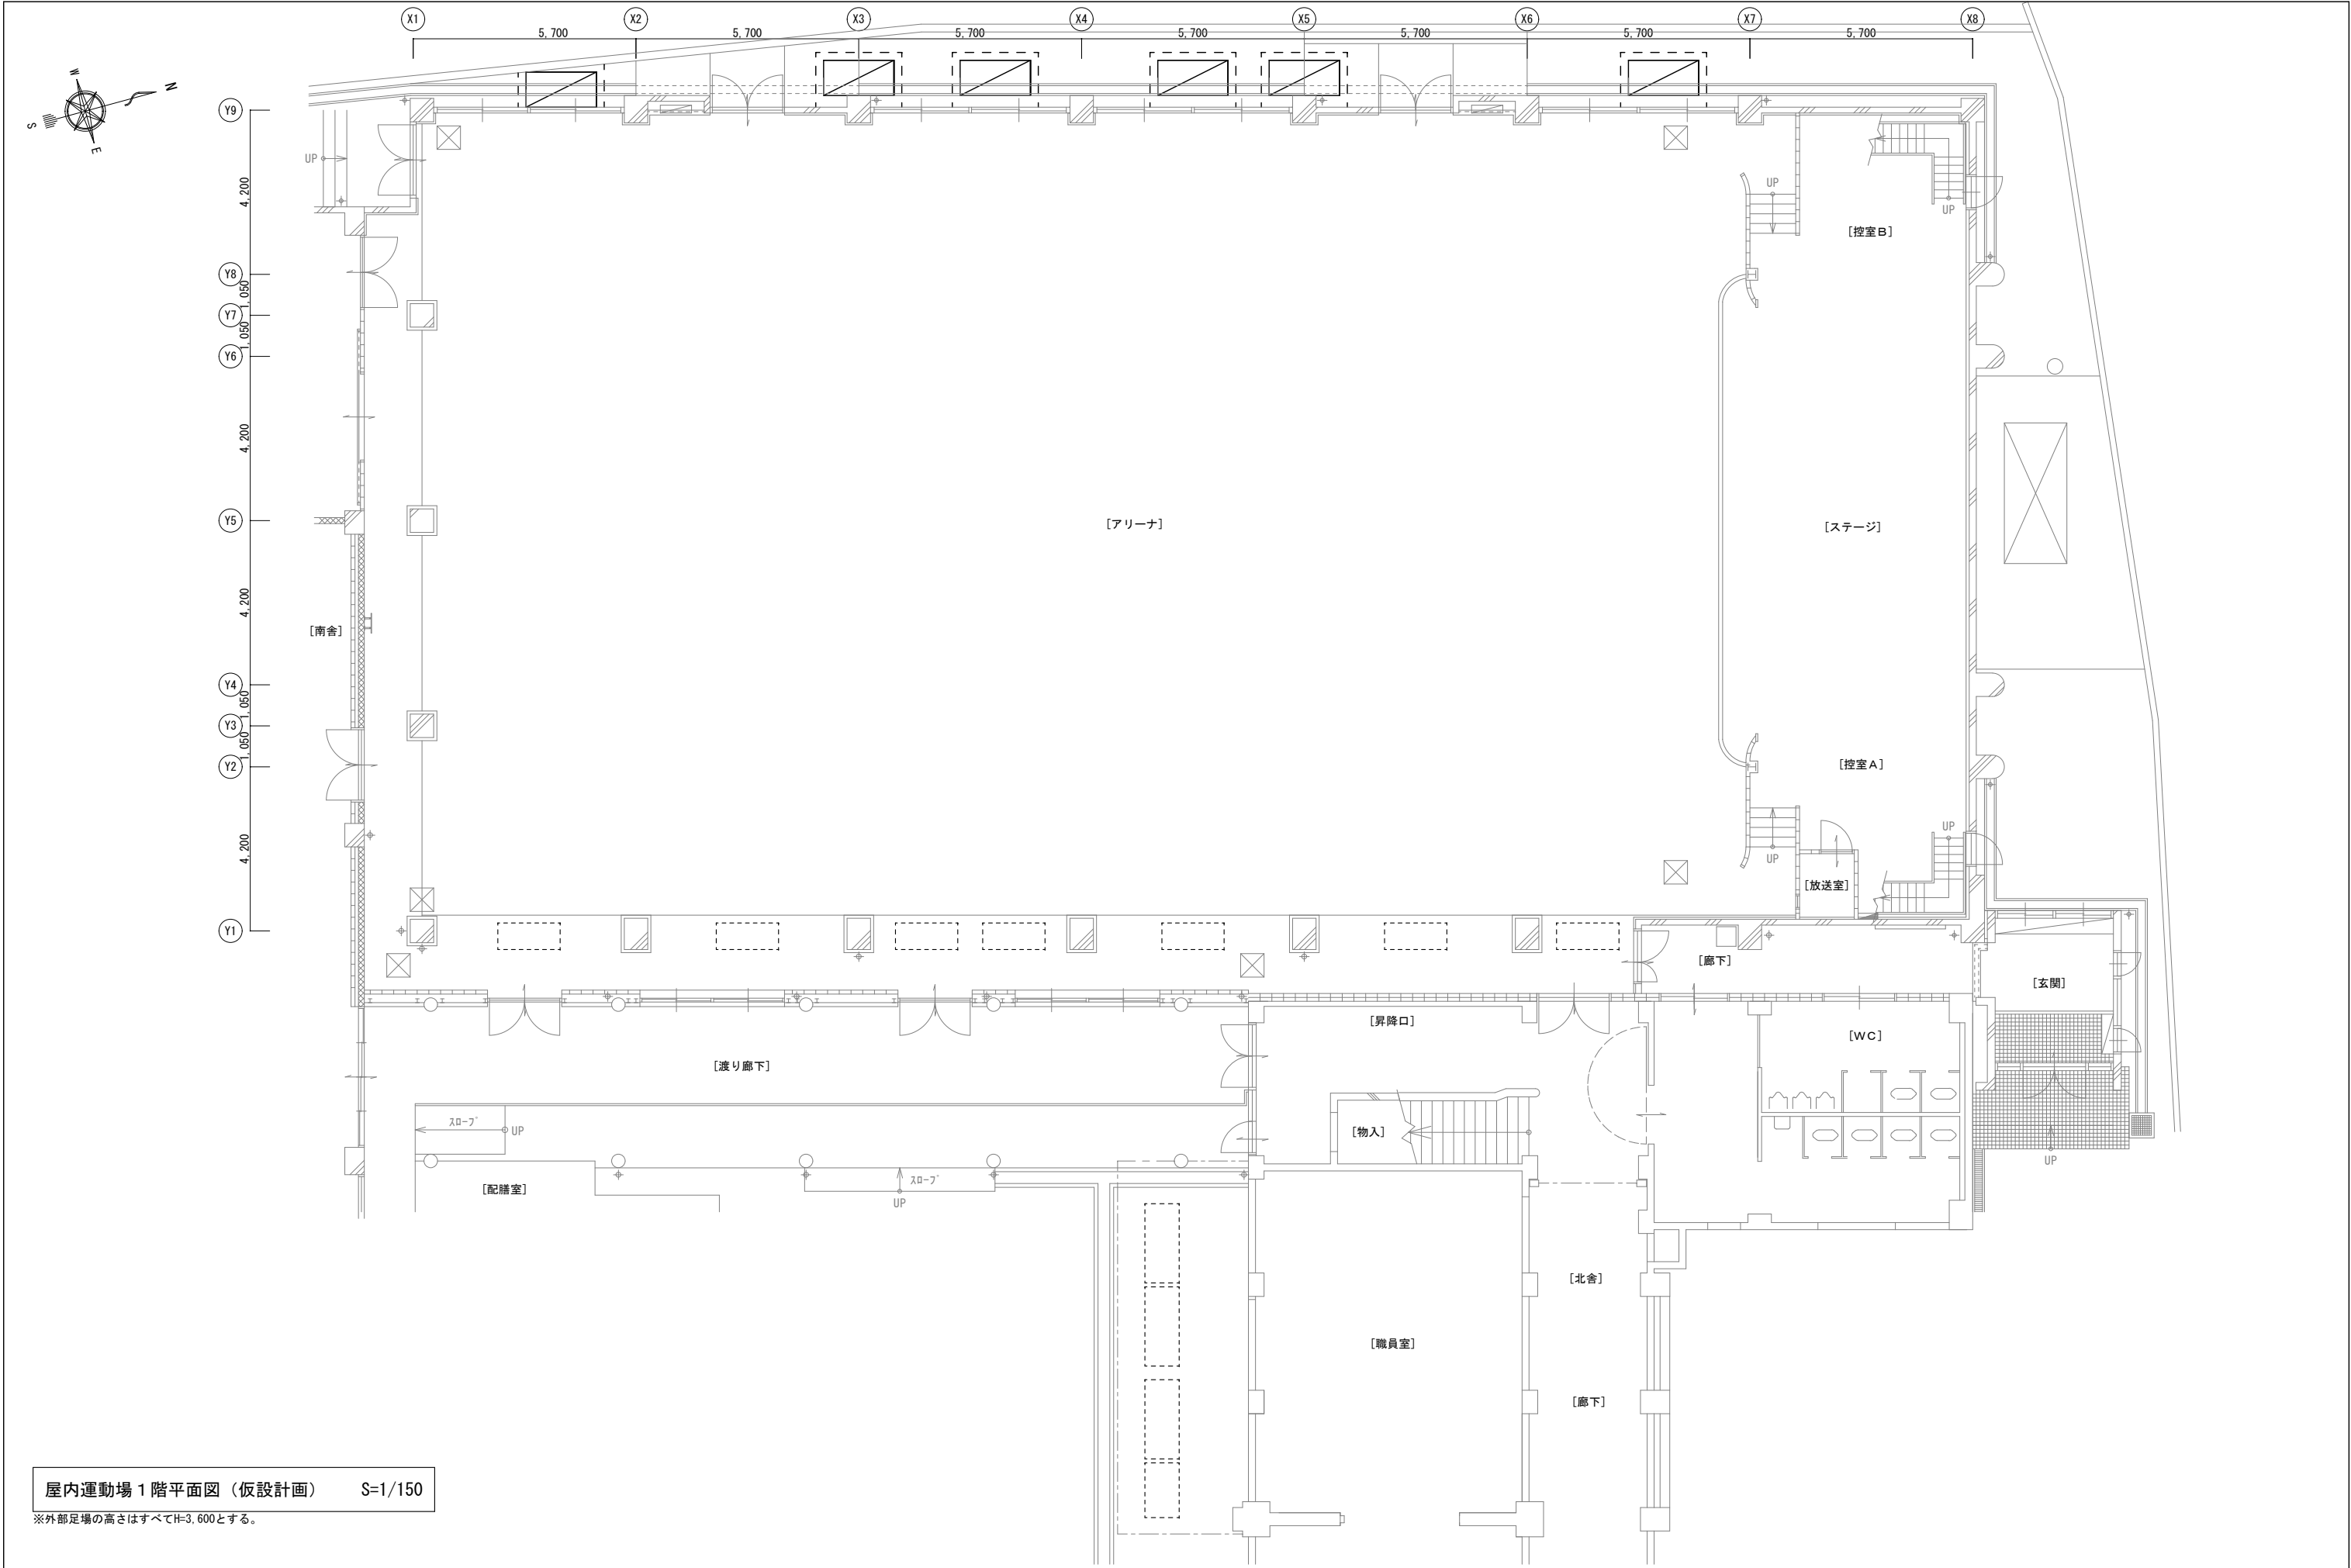 X1
X2
X3
X4
X5
X6
X7
X8
5,700
5,700
5,700
5,700
5,700
5,700
5,700
W
N
S
E
Y9
Y8
Y7
Y6
Y5
Y4
Y3
Y2
Y1
4,200
1,050
1,050
4,200
4,200
1,050
1,050
4,200
UP
UP
UP
[控室B]
[アリーナ]
[ステージ]
[南舎]
[控室A]
UP
UP
[放送室]
[廊下]
[玄関]
[昇降口]
[WC]
[渡り廊下]
スロープ
UP
[物入]
UP
[配膳室]
スロープ
UP
[北舎]
[職員室]
[廊下]
屋内運動場1階平面図（仮設計画） S=1/150
※外部足場の高さはすべてH=3,600とする。